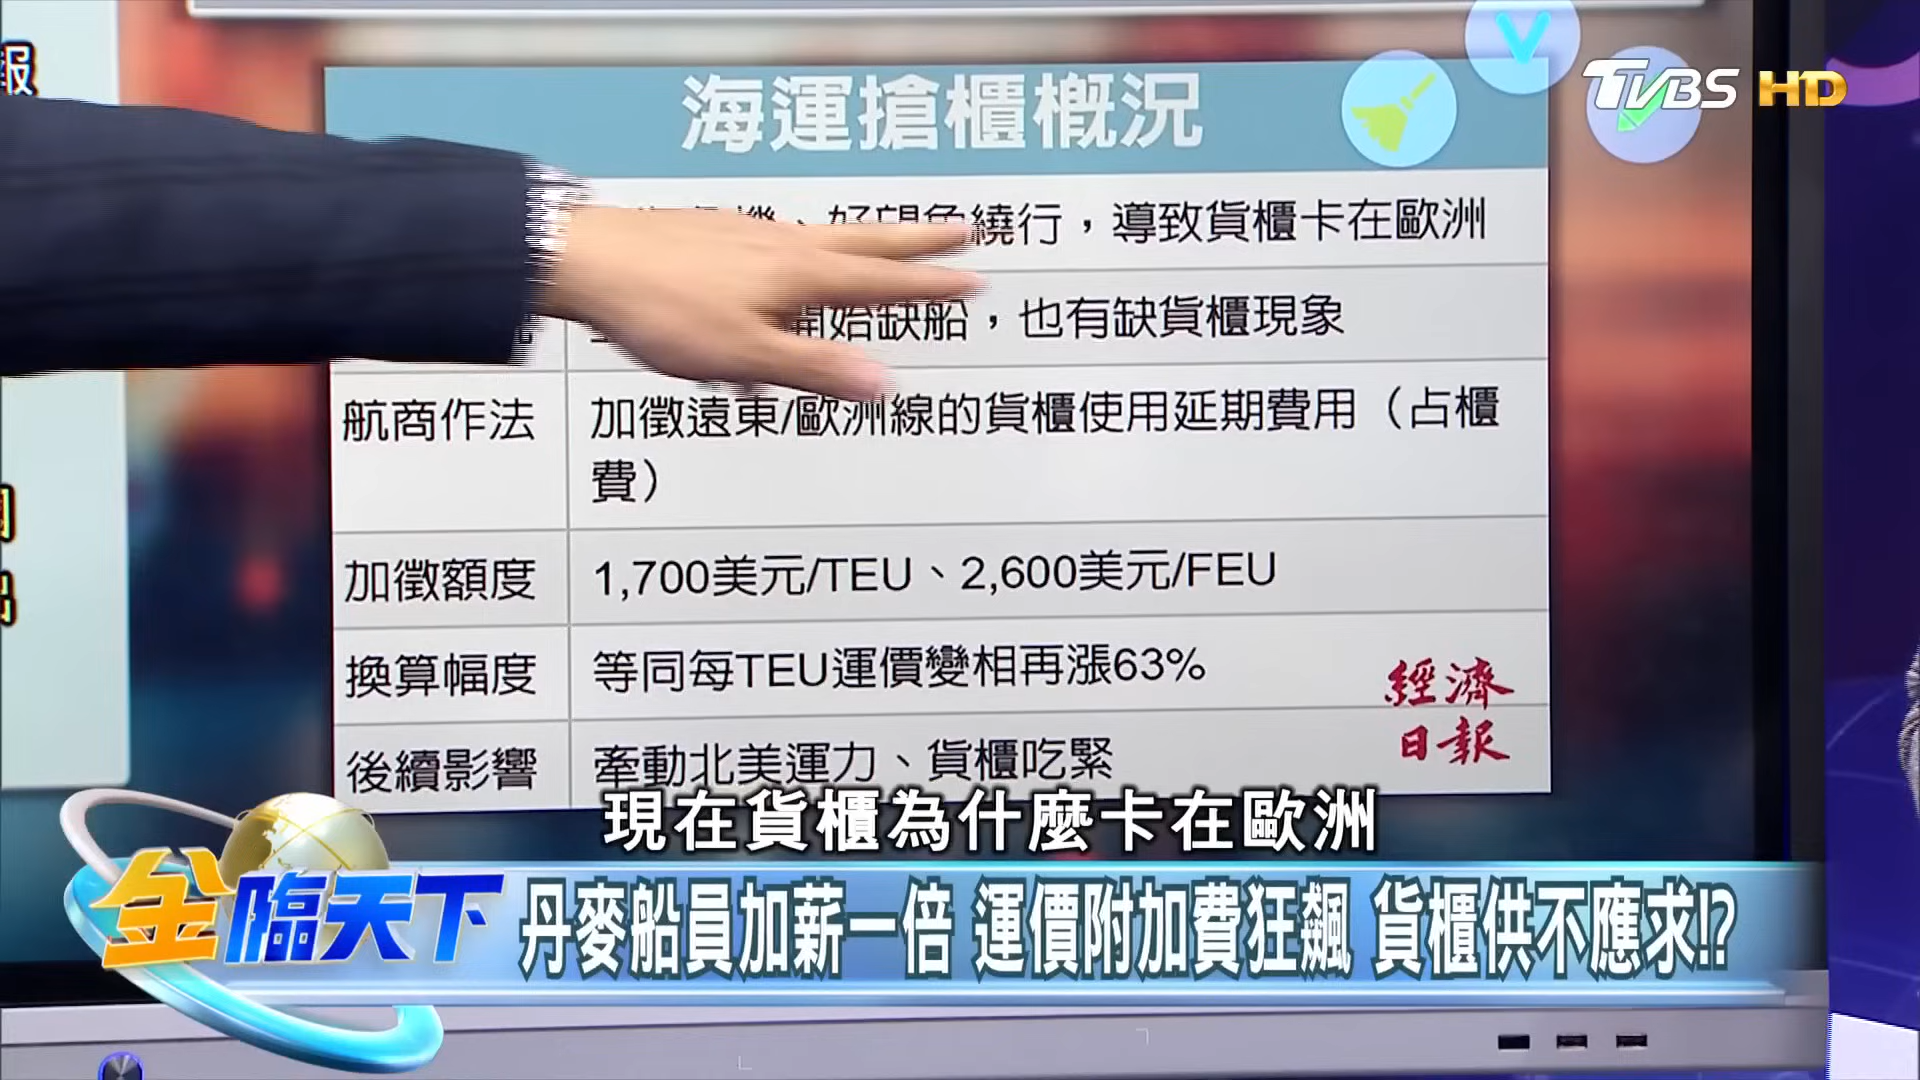 報
TVBS HD
海運搶櫃概況
繞行，導致貨櫃卡在歐洲
開始缺船，也有缺貨櫃現象
航商作法
加徵遠東/歐洲線的貨櫃使用延期費用（占櫃
費）
加徵額度
1,700美元/TEU、2,600美元/FEU
換算幅度
等同每TEU運價變相再漲63%
後續影響
牽動北美運力、貨櫃吃緊
經濟
日報
現在貨櫃為什麼卡在歐洲
金臨天下
丹麥船員加薪一倍 運價附加費狂飆 貨櫃供不應求!?